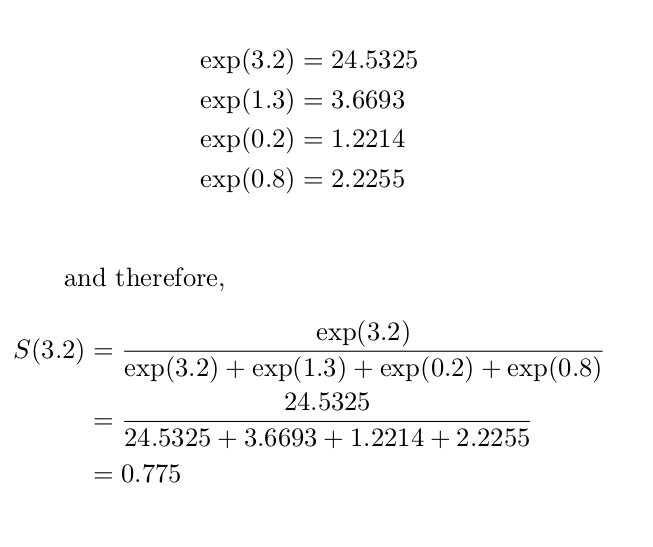 exp(3.2) = 24.5325
exp(1.3) = 3.6693
exp(0.2) = 1.2214
exp(0.8) = 2.2255
and therefore,
S(3.2) = exp(3.2) / exp(3.2) + exp(1.3) + exp(0.2) + exp(0.8)
= 24.5325 / 24.5325 + 3.6693 + 1.2214 + 2.2255
= 0.775